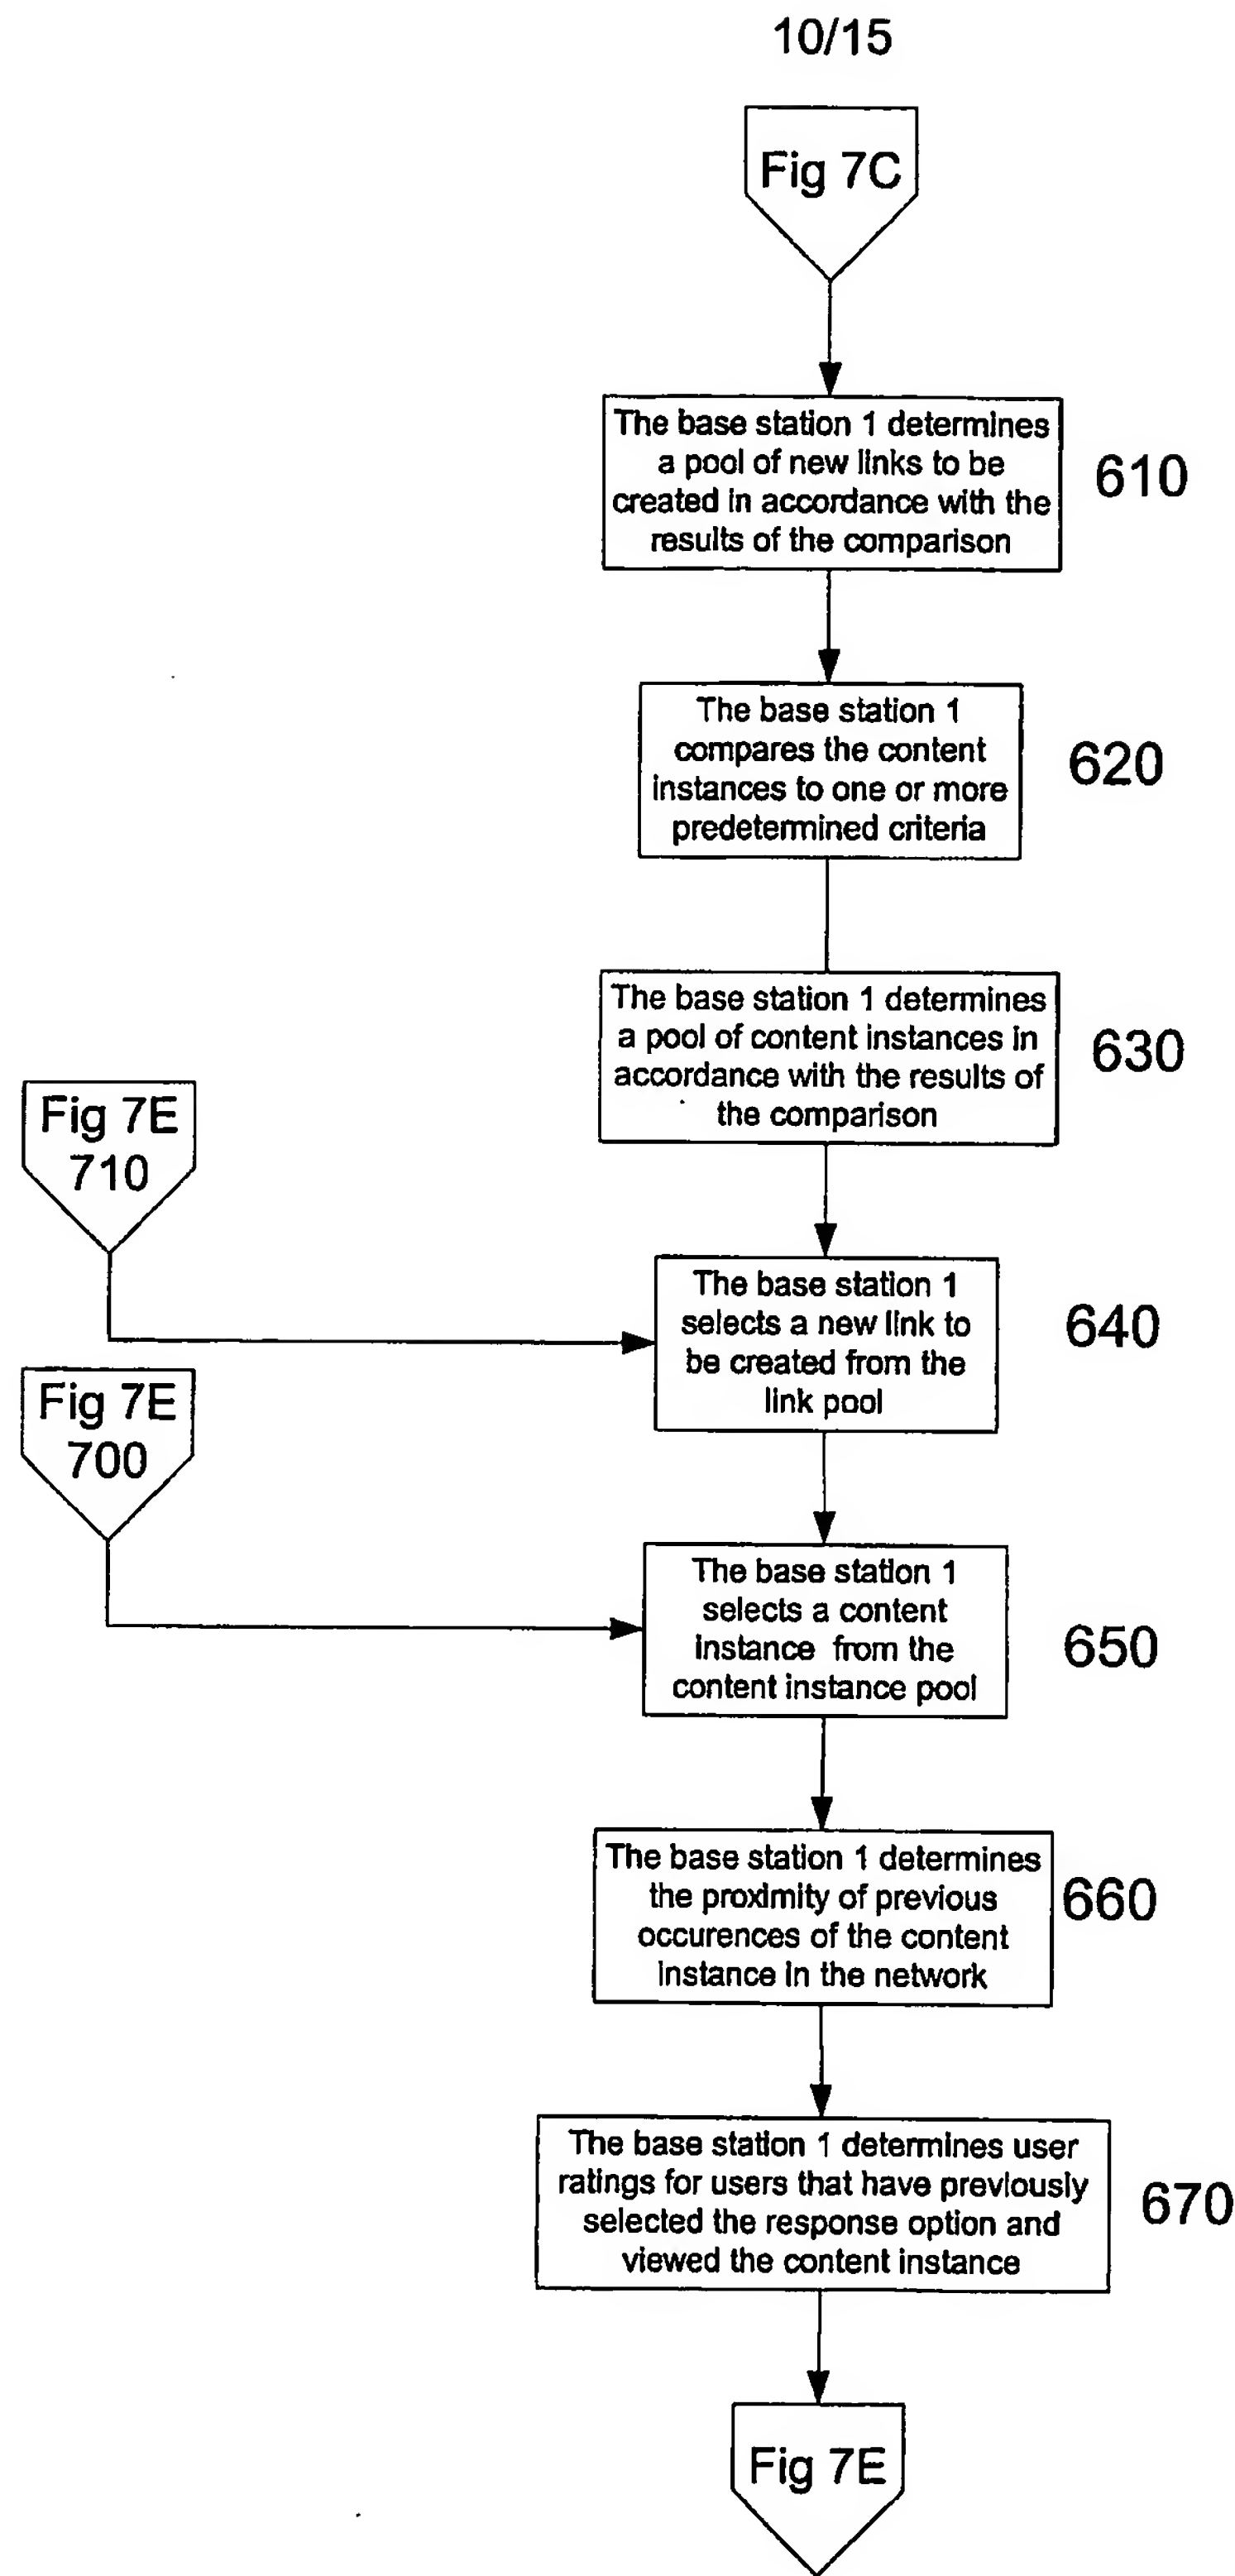 10/15
Fig 7C
The base station 1 determines
a pool of new links to be
created in accordance with the
results of the comparison
610
The base station 1
compares the content
instances to one or more
predetermined criteria
620
The base station 1 determines
a pool of content instances in
accordance with the results of
the comparison
630
Fig 7E
710
The base station 1
selects a new link to
be created from the
link pool
640
Fig 7E
700
The base station 1
selects a content
instance from the
content instance pool
650
The base station 1 determines
the proximity of previous
occurences of the content
instance in the network
660
The base station 1 determines user
ratings for users that have previously
selected the response option and
viewed the content instance
670
Fig 7E